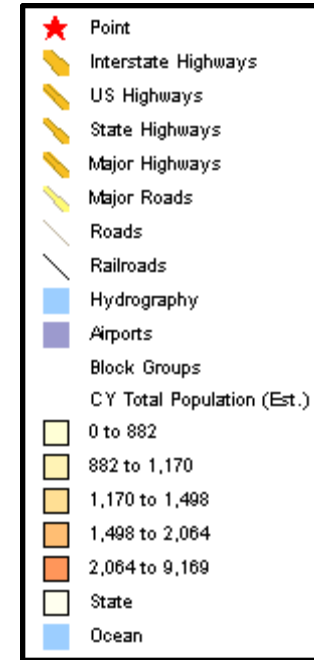 Point
Interstate Highways
US Highways
State Highways
Major Highways
Major Roads
Roads
Railroads
Hydrography
Airports
Block Groups
CY Total Population (Est.)
0 to 882
882 to 1,170
1,170 to 1,498
1,498 to 2,064
2,064 to 9,169
State
Ocean